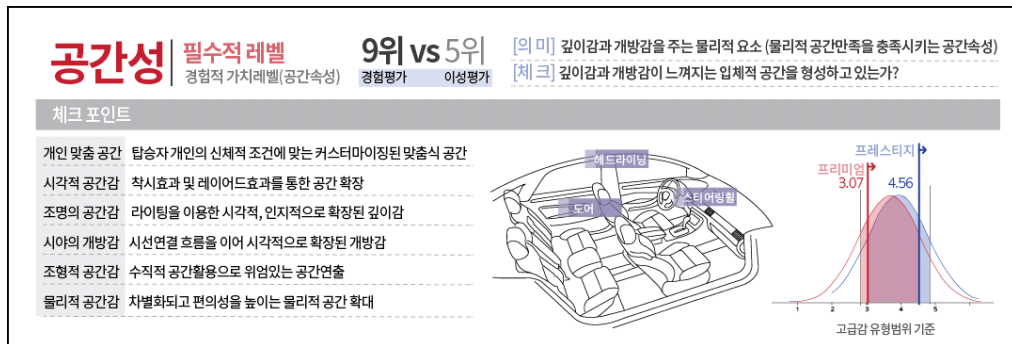 공간성 필수적 레벨
경험적 가치레벨(공간속성)
9위 vs 5위
경험평가 이성평가
[의 미] 깊이감과 개방감을 주는 물리적 요소 (물리적 공간만족을 충족시키는 공간속성)
[체 크] 깊이감과 개방감이 느껴지는 입체적 공간을 형성하고 있는가?
체크 포인트
개인 맞춤 공간 탑승자 개인의 신체적 조건에 맞는 커스터마이징된 맞춤식 공간
시각적 공간감 착시효과 및 레이어드효과를 통한 공간 확장
조명의 공간감 라이팅을 이용한 시각적, 인지적으로 확장된 깊이감
시야의 개방감 시선연결 흐름을 이어 시각적으로 확장된 개방감
조형적 공간감 수직적 공간활용으로 위엄있는 공간연출
물리적 공간감 차별화되고 편의성을 높이는 물리적 공간 확대
헤드라이닝
도어
스티어링휠
프레스티지
프리미엄
3.07 4.56
1 2 3 4 5
고급감 유형범위 기준